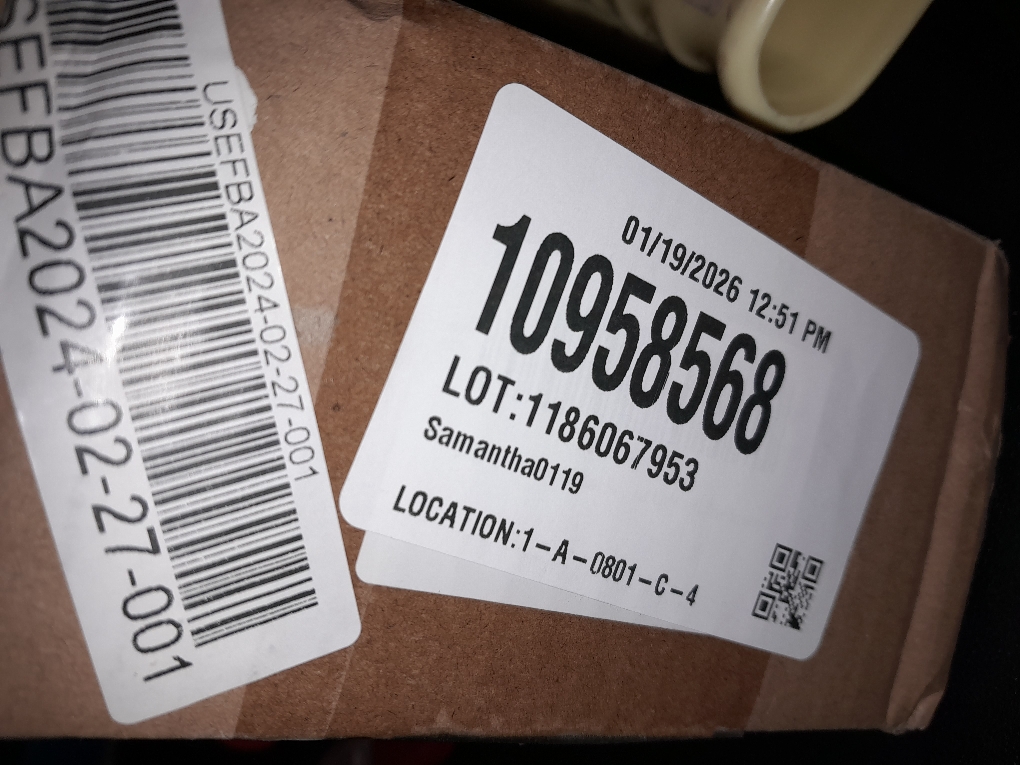 USEFBA2024-02-27-001
USEFBA2024-02-27-001
01/19/2026 12:51 PM
10958568
LOT:1186067953
Samantha0119
LOCATION:1-A-0801-C-4